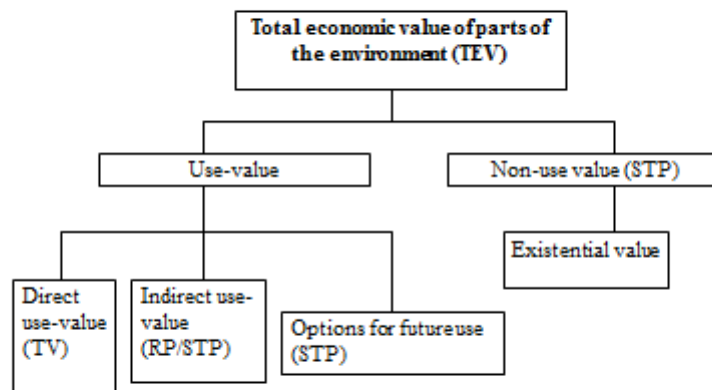 Total economic value of parts of
the environment (TEV)
Use-value
Non-use value (STP)
Existential value
Direct
use-value
(TV)
Indirect use-
value
(RP/STP)
Options for future use
(STP)